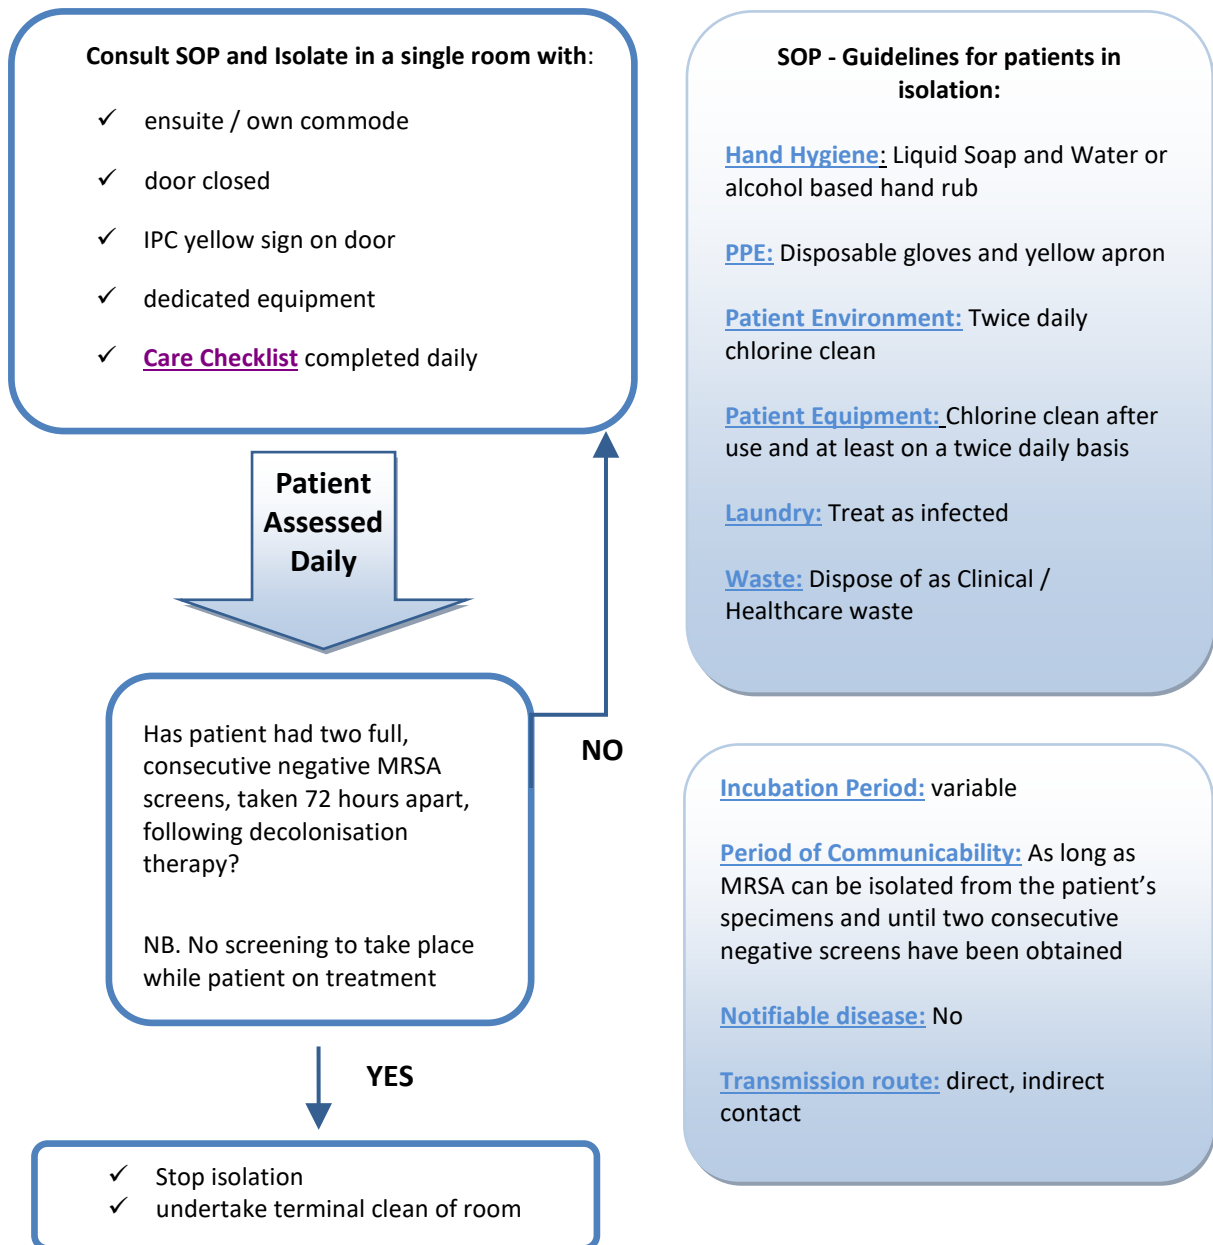 Consult SOP and Isolate in a single room with:
✓ ensuite / own commode
✓ door closed
✓ IPC yellow sign on door
✓ dedicated equipment
✓ Care Checklist completed daily
Patient
Assessed
Daily
Has patient had two full,
consecutive negative MRSA
screens, taken 72 hours apart,
following decolonisation
therapy?
NB. No screening to take place
while patient on treatment
NO
YES
✓ Stop isolation
✓ undertake terminal clean of room
SOP - Guidelines for patients in
isolation:
Hand Hygiene: Liquid Soap and Water or
alcohol based hand rub
PPE: Disposable gloves and yellow apron
Patient Environment: Twice daily
chlorine clean
Patient Equipment: Chlorine clean after
use and at least on a twice daily basis
Laundry: Treat as infected
Waste: Dispose of as Clinical /
Healthcare waste
Incubation Period: variable
Period of Communicability: As long as
MRSA can be isolated from the patient’s
specimens and until two consecutive
negative screens have been obtained
Notifiable disease: No
Transmission route: direct, indirect
contact